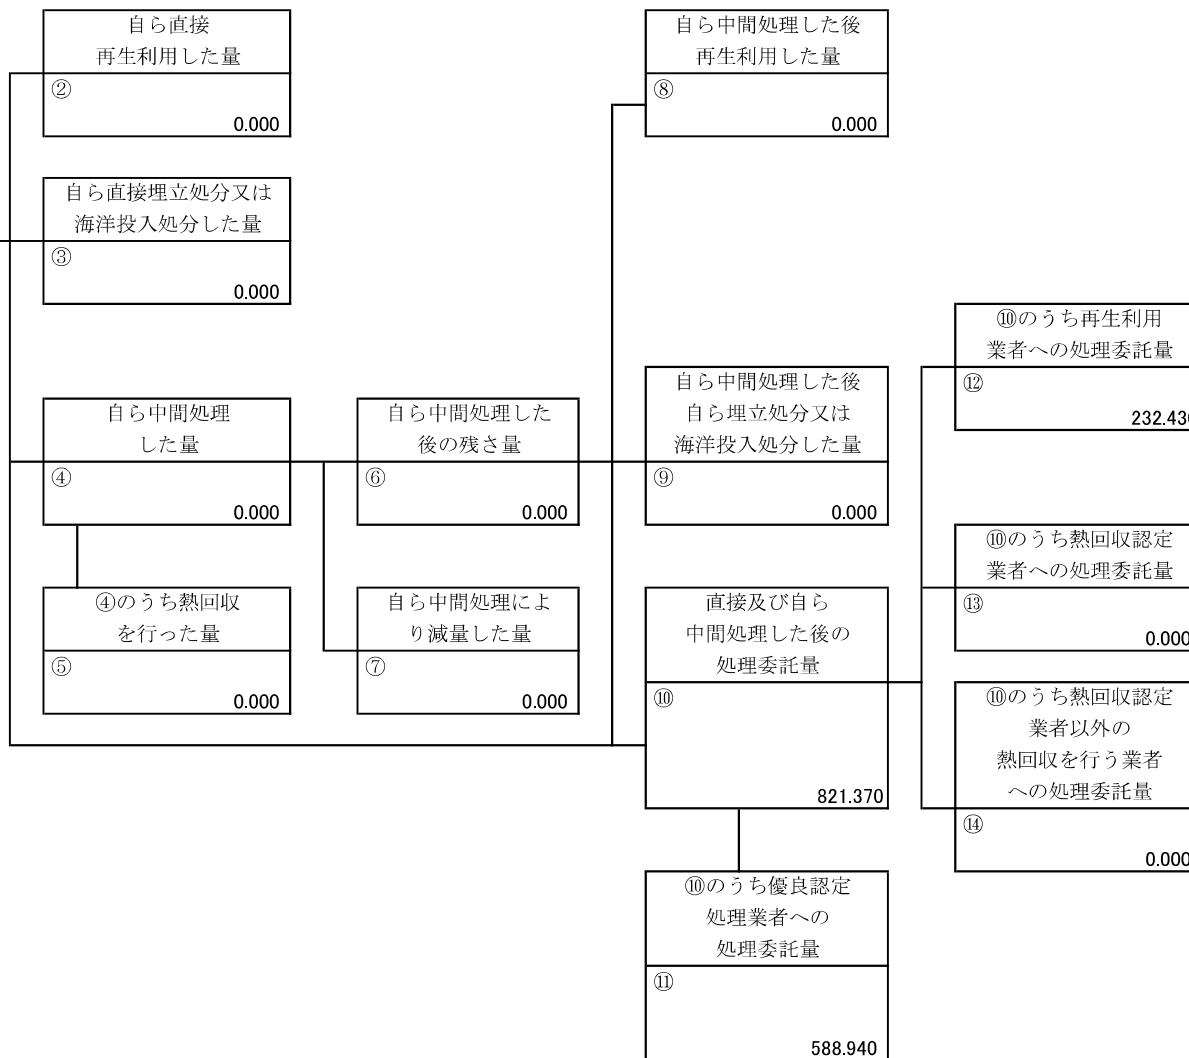 自ら直接
再生利用した量
②
0.000
自ら中間処理した後
再生利用した量
⑧
0.000
自ら直接埋立処分又は
海洋投入処分した量
③
0.000
⑩のうち再生利用
業者への処理委託量
⑫
232.430
自ら中間処理
した量
④
0.000
自ら中間処理した
後の残さ量
⑥
0.000
自ら中間処理した後
自ら埋立処分又は
海洋投入処分した量
⑨
0.000
⑩のうち熱回収認定
業者への処理委託量
⑬
0.000
④のうち熱回収
を行った量
⑤
0.000
自ら中間処理によ
り減量した量
⑦
0.000
直接及び自ら
中間処理した後の
処理委託量
⑩
821.370
⑩のうち熱回収認定
業者以外の
熱回収を行う業者
への処理委託量
⑭
0.000
⑩のうち優良認定
処理業者への
処理委託量
⑪
588.940